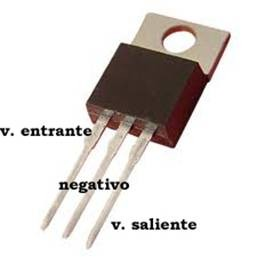 v. entrante
negativo
v. saliente